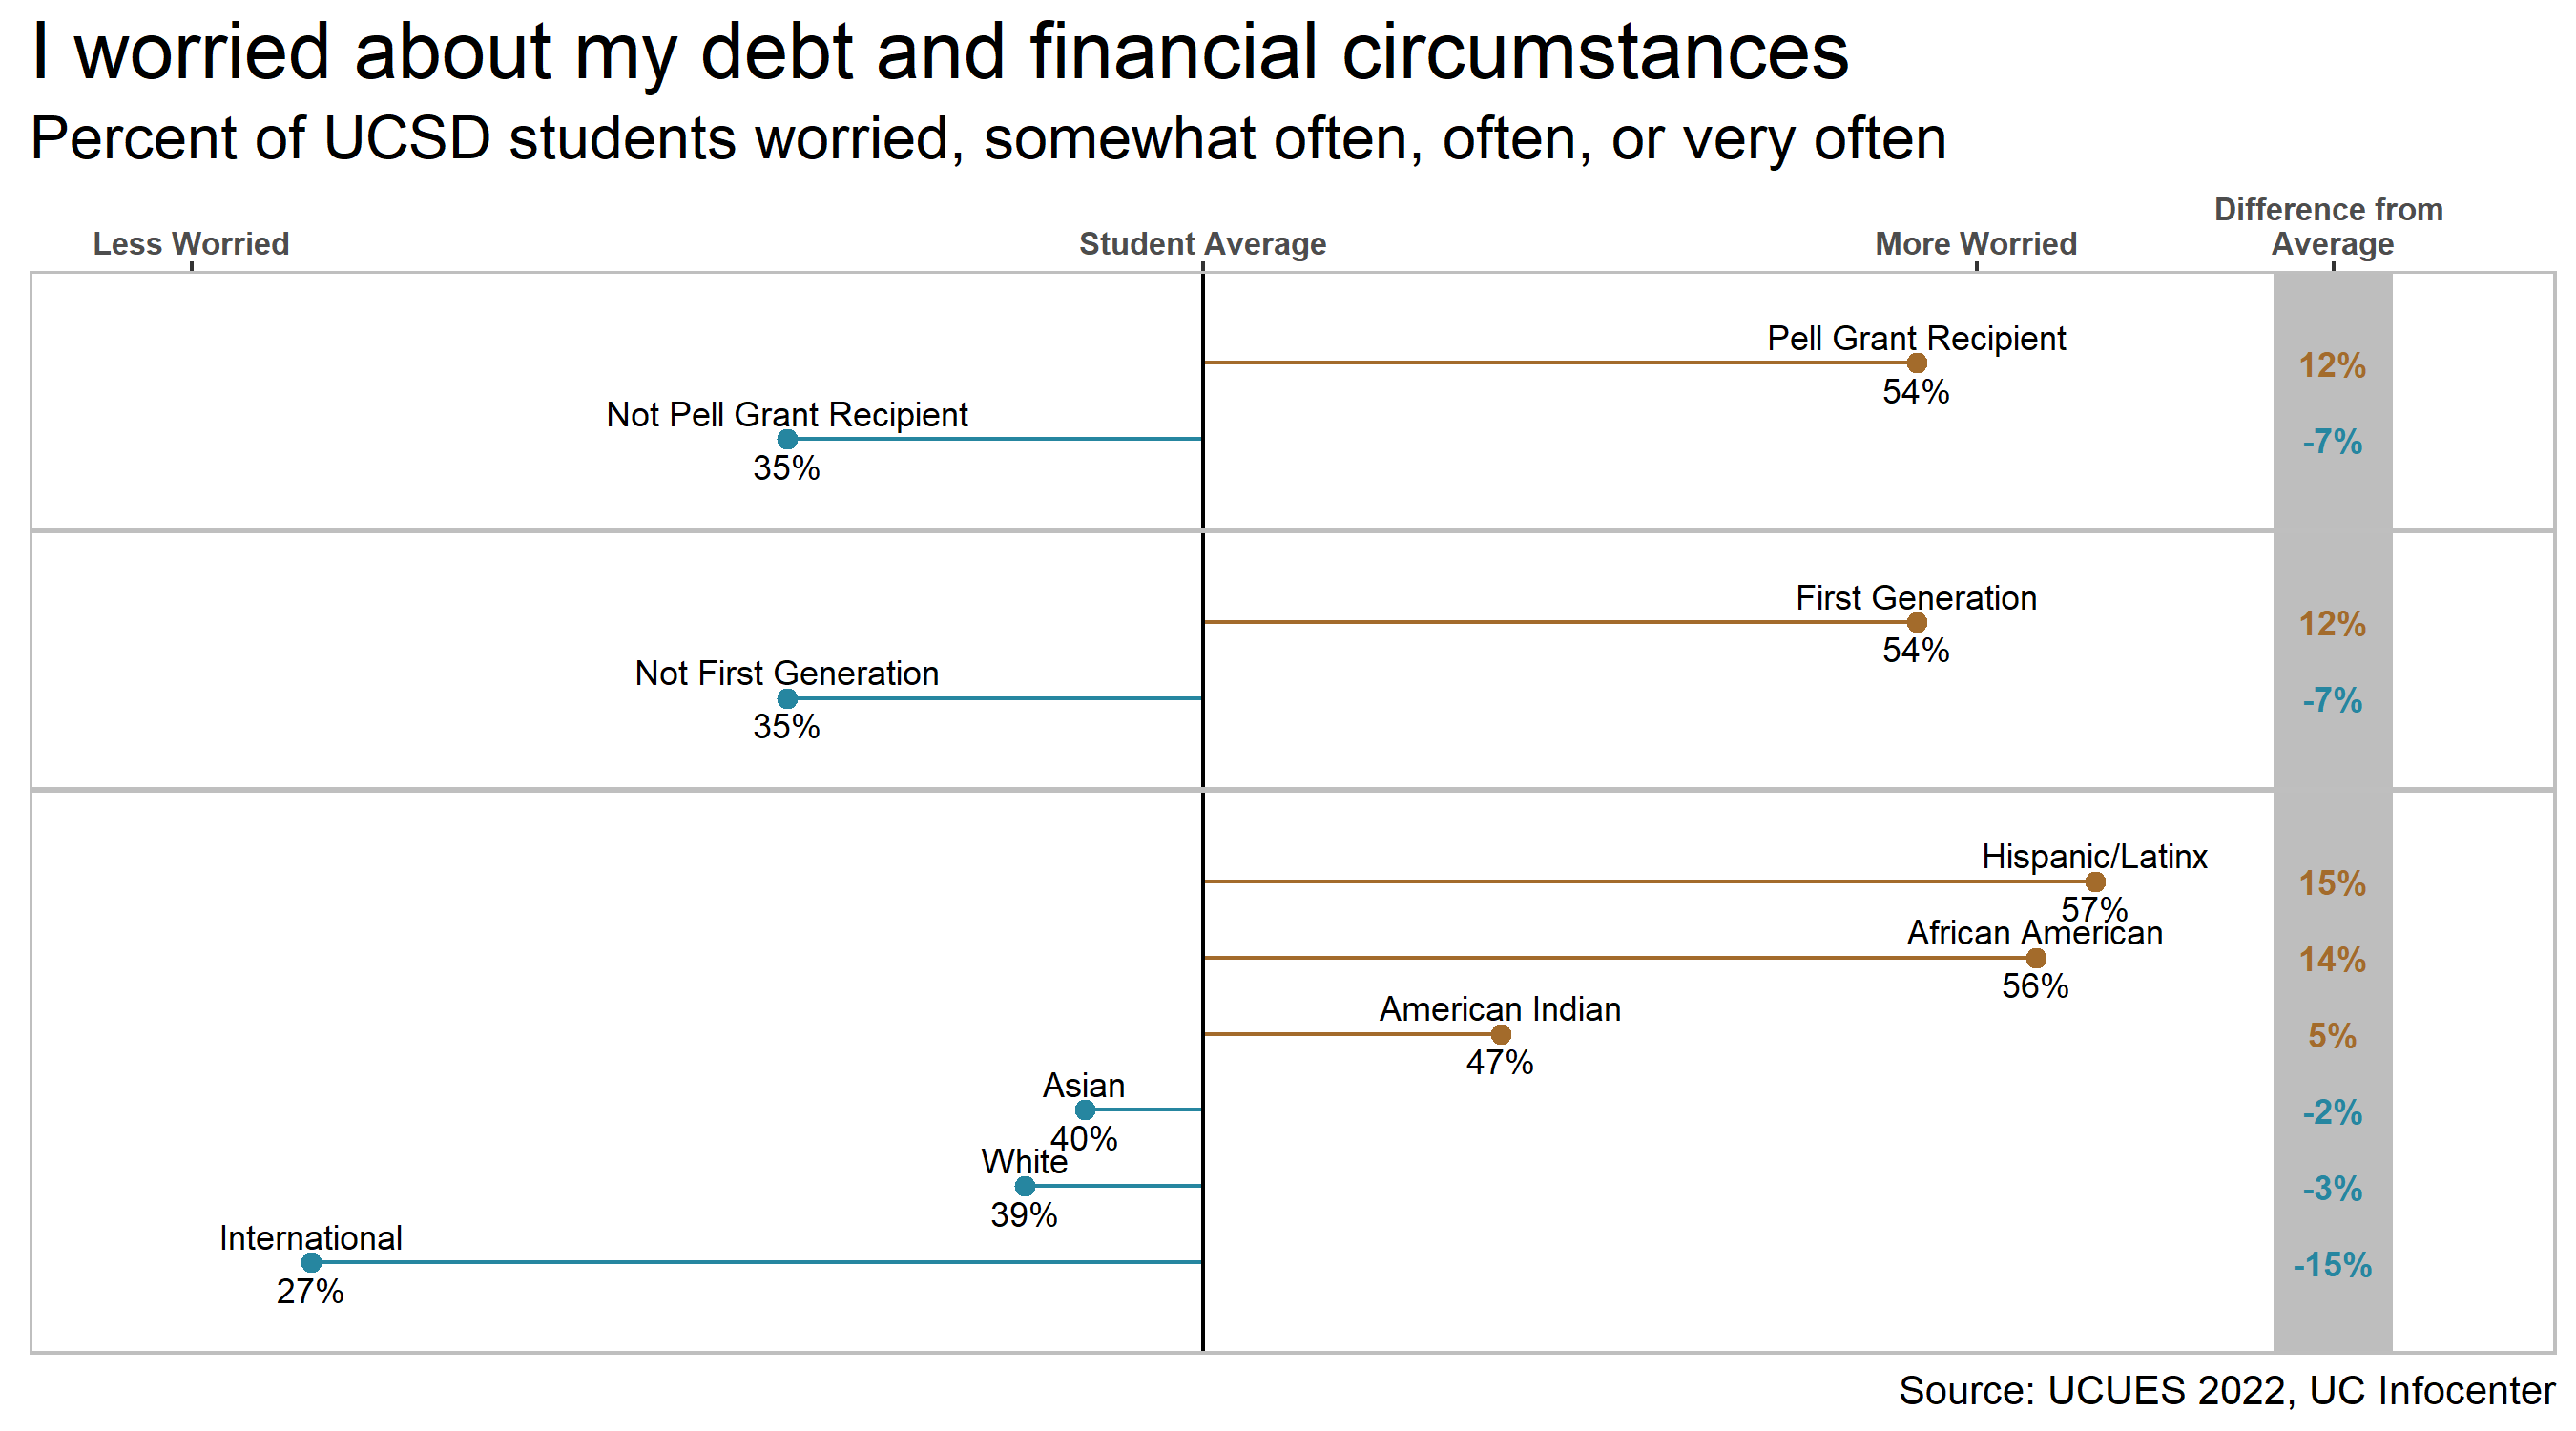 I worried about my debt and financial circumstances
Percent of UCSD students worried, somewhat often, often, or very often
Less Worried
Student Average
More Worried
Difference from
Average
Pell Grant Recipient
54%
12%
Not Pell Grant Recipient
35%
-7%
First Generation
54%
12%
Not First Generation
35%
-7%
Hispanic/Latinx
57%
15%
African American
56%
14%
American Indian
47%
5%
Asian
40%
-2%
White
39%
-3%
International
27%
-15%
Source: UCUES 2022, UC Infocenter